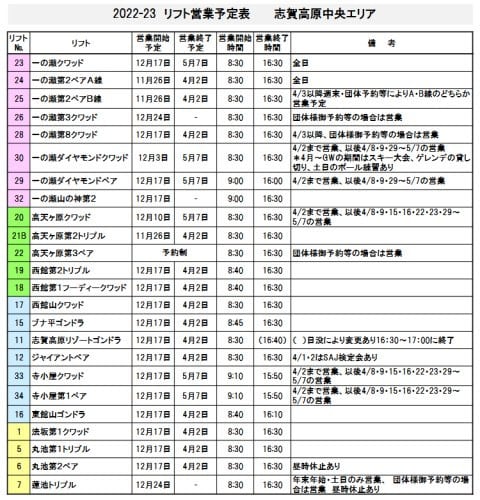 2022-23 リフト営業予定表 志賀高原中央エリア
リフト№ リフト 営業開始予定 営業終了予定 営業開始時間 営業終了時間 備 考
23 一の瀬クワッド 12月17日 5月7日 8:30 16:30 全日
24 一の瀬第2ペアA線 11月26日 4月2日 8:30 16:30 全日
25 一の瀬第2ペアB線 11月26日 4月2日 8:30 16:30 4/3以降週末・団体予約等によりA・B線のどちらか
営業予定
26 一の瀬第3クワッド 12月24日 - 8:30 16:30 団体様御予約等の場合は営業
28 一の瀬第8クワッド 12月17日 4月2日 8:30 16:30 4/3以降、団体様御予約等の場合は営業
30 一の瀬ダイヤモンドクワッド 12月3日 5月7日 8:30 16:30 4/2まで営業、以後4/8・9・29～5/7の営業
＊4月～GWの期間はスキー大会、ゲレンデの貸し
切り、土日のポール練習あり
29 一の瀬ダイヤモンドペア 12月17日 5月7日 9:00 16:00 4/2まで営業、以後4/8・9・29～5/7の営業
32 一の瀬山の神第2 12月17日 - 9:00 16:30
20 高天ヶ原クワッド 12月10日 5月7日 8:30 16:30 4/2まで営業、以後4/8・9・15・16・22・23・29～
5/7の営業
21B 高天ヶ原第2トリプル 11月26日 4月2日 8:30 16:30
22 高天ヶ原第3ペア 予約制 8:30 16:30 団体様御予約等の場合は営業
19 西館第2トリプル 12月17日 4月2日 8:40 16:30
18 西館第1フーディークワッド 12月17日 4月2日 8:40 16:30
17 西館山クワッド 12月17日 4月2日 8:30 16:30
15 ブナ平ゴンドラ 12月17日 4月2日 8:45 16:30
11 志賀高原リゾートゴンドラ 12月17日 4月2日 8:30 (16:40) ( )日没により変更あり16:30～17:00に終了
12 ジャイアントペア 12月17日 4月2日 8:30 16:30 4/1・2はSAJ検定会あり
33 寺小屋クワッド 12月17日 5月7日 9:10 15:50 4/2まで営業、以後4/8・9・15・16・22・23・29～
5/7の営業
34 寺小屋第1ペア 12月17日 5月7日 9:10 15:50 4/2まで営業、以後4/8・9・15・16・22・23・29～
5/7の営業
16 東館山ゴンドラ 12月17日 4月2日 8:40 16:10
1 法坂第1クワッド 12月17日 4月2日 8:30 16:30
5 丸池第1トリプル 12月17日 4月2日 8:30 16:30
6 丸池第2ペア 12月17日 4月2日 8:30 16:30 昼時休止あり
7 蓮池トリプル 12月24日 - 8:30 16:30 年末年始・土日のみ営業、 団体様御予約等の場
合は営業 昼時休止あり